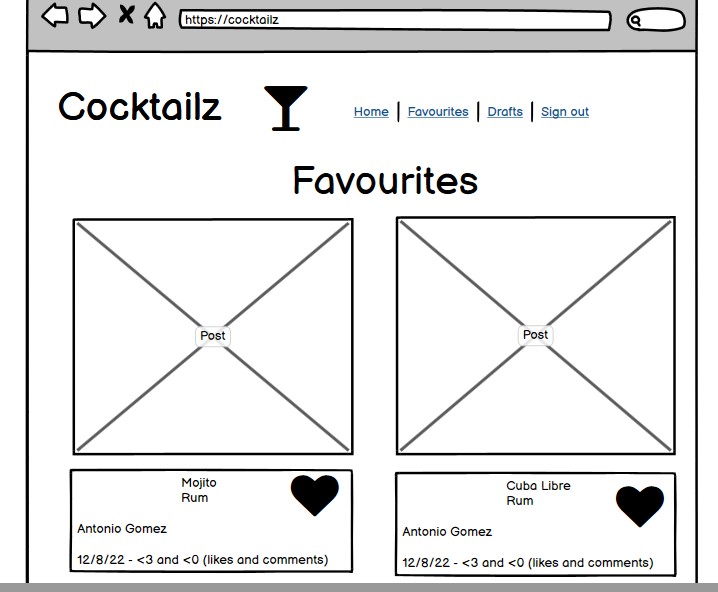 https://cocktailz
Cocktailz
Home | Favourites | Drafts | Sign out
Favourites
Post
Post
Mojito
Rum
Antonio Gomez
12/8/22 - <3 and <0 (likes and comments)
Cuba Libre
Rum
Antonio Gomez
12/8/22 - <3 and <0 (likes and comments)